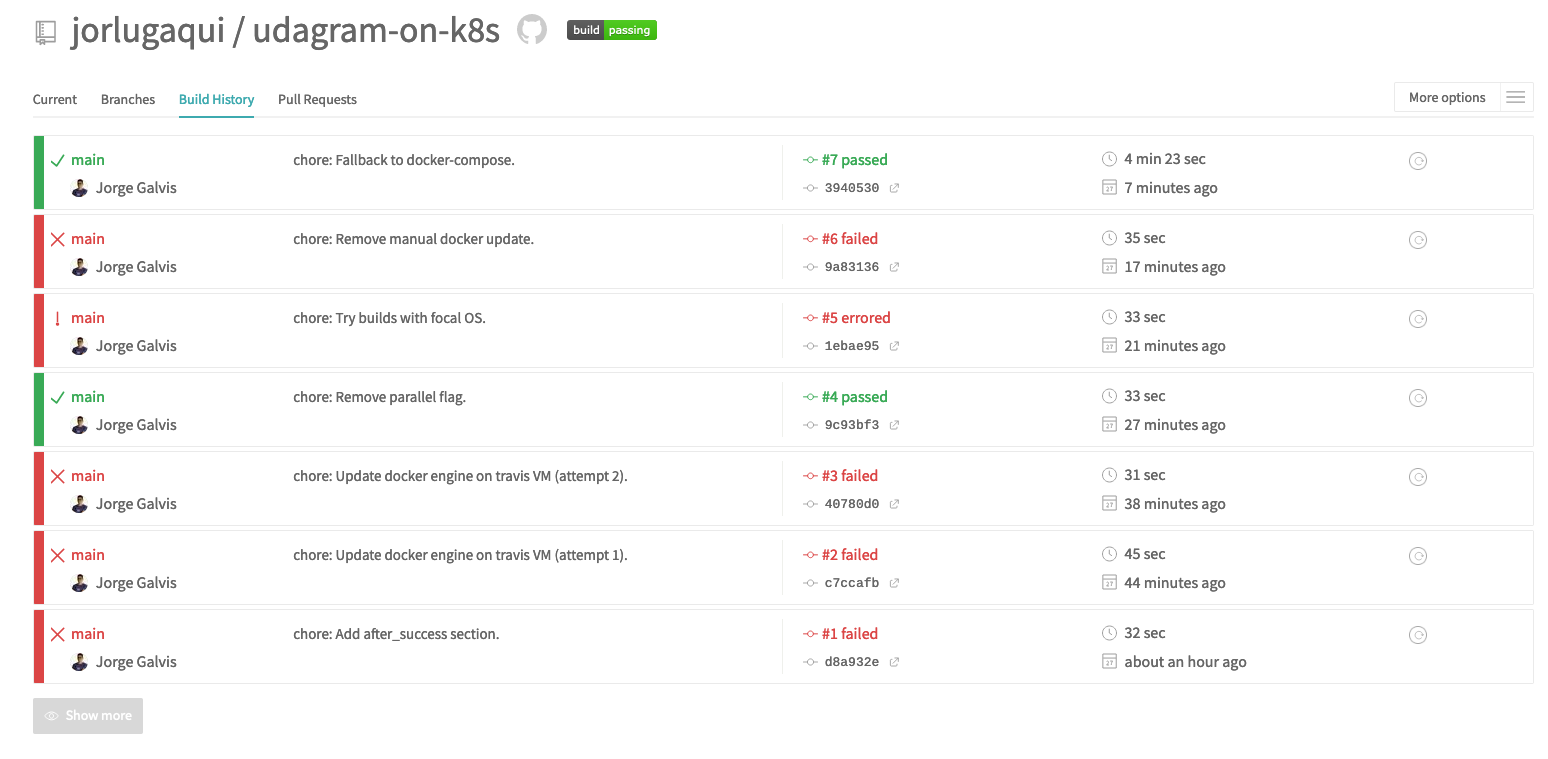 jorlugaqui / udagram-on-k8s build passing
Current Branches Build History Pull Requests More options
main chore: Fallback to docker-compose. #7 passed 4 min 23 sec
Jorge Galvis 3940530 27 7 minutes ago
main chore: Remove manual docker update. #6 failed 35 sec
Jorge Galvis 9a83136 27 17 minutes ago
! main chore: Try builds with focal OS. #5 errored 33 sec
Jorge Galvis 1ebae95 27 21 minutes ago
main chore: Remove parallel flag. #4 passed 33 sec
Jorge Galvis 9c93bf3 27 27 minutes ago
main chore: Update docker engine on travis VM (attempt 2). #3 failed 31 sec
Jorge Galvis 40780d0 27 38 minutes ago
main chore: Update docker engine on travis VM (attempt 1). #2 failed 45 sec
Jorge Galvis c7ccafb 27 44 minutes ago
main chore: Add after_success section. #1 failed 32 sec
Jorge Galvis d8a932e 27 about an hour ago
Show more